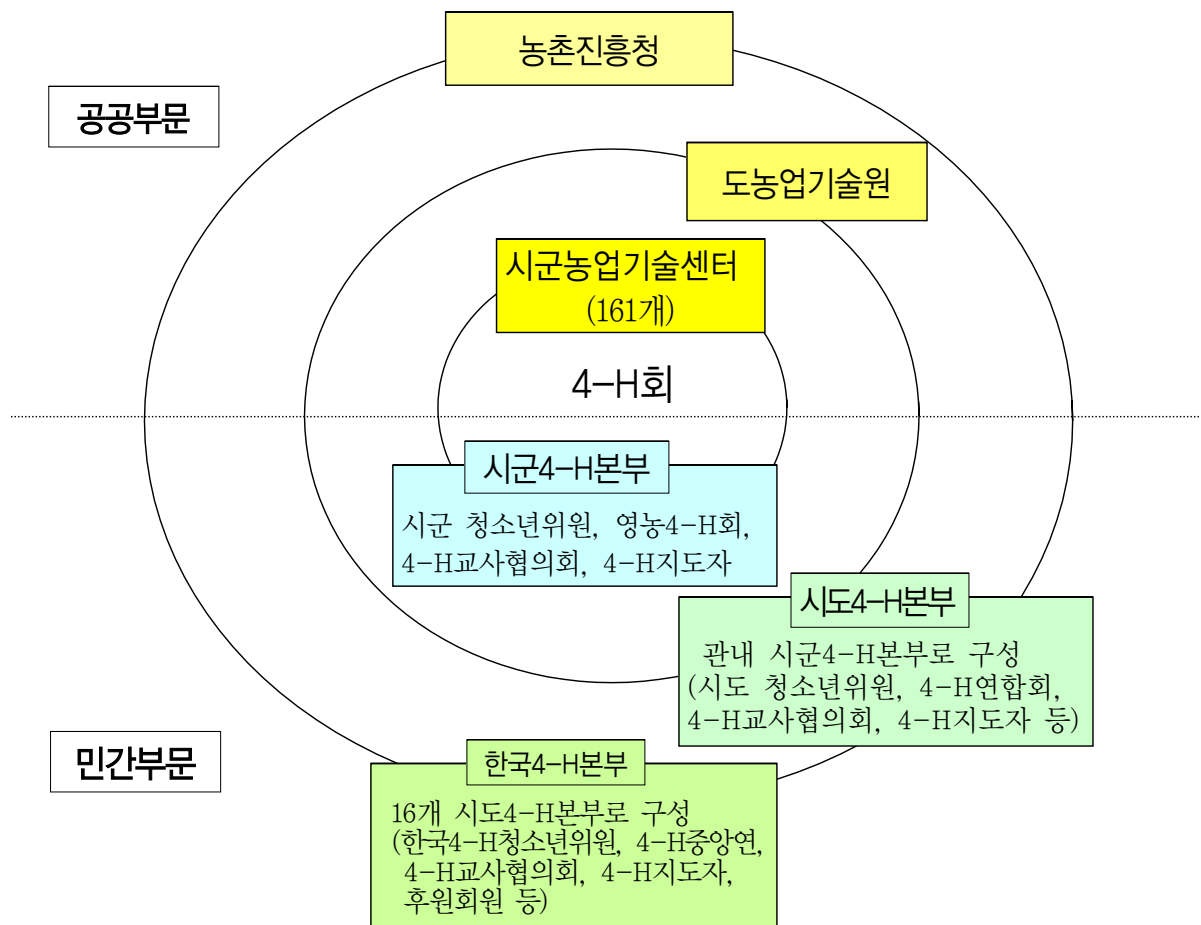 농촌진흥청
공공부문
도농업기술원
시군농업기술센터
(161개)
4-H회
시군4-H본부
시군 청소년위원, 영농4-H회,
4-H교사협의회, 4-H지도자
시도4-H본부
관내 시군4-H본부로 구성
(시도 청소년위원, 4-H연합회,
4-H교사협의회, 4-H지도자 등)
민간부문
한국4-H본부
16개 시도4-H본부로 구성
(한국4-H청소년위원, 4-H중앙연,
4-H교사협의회, 4-H지도자,
후원회원 등)